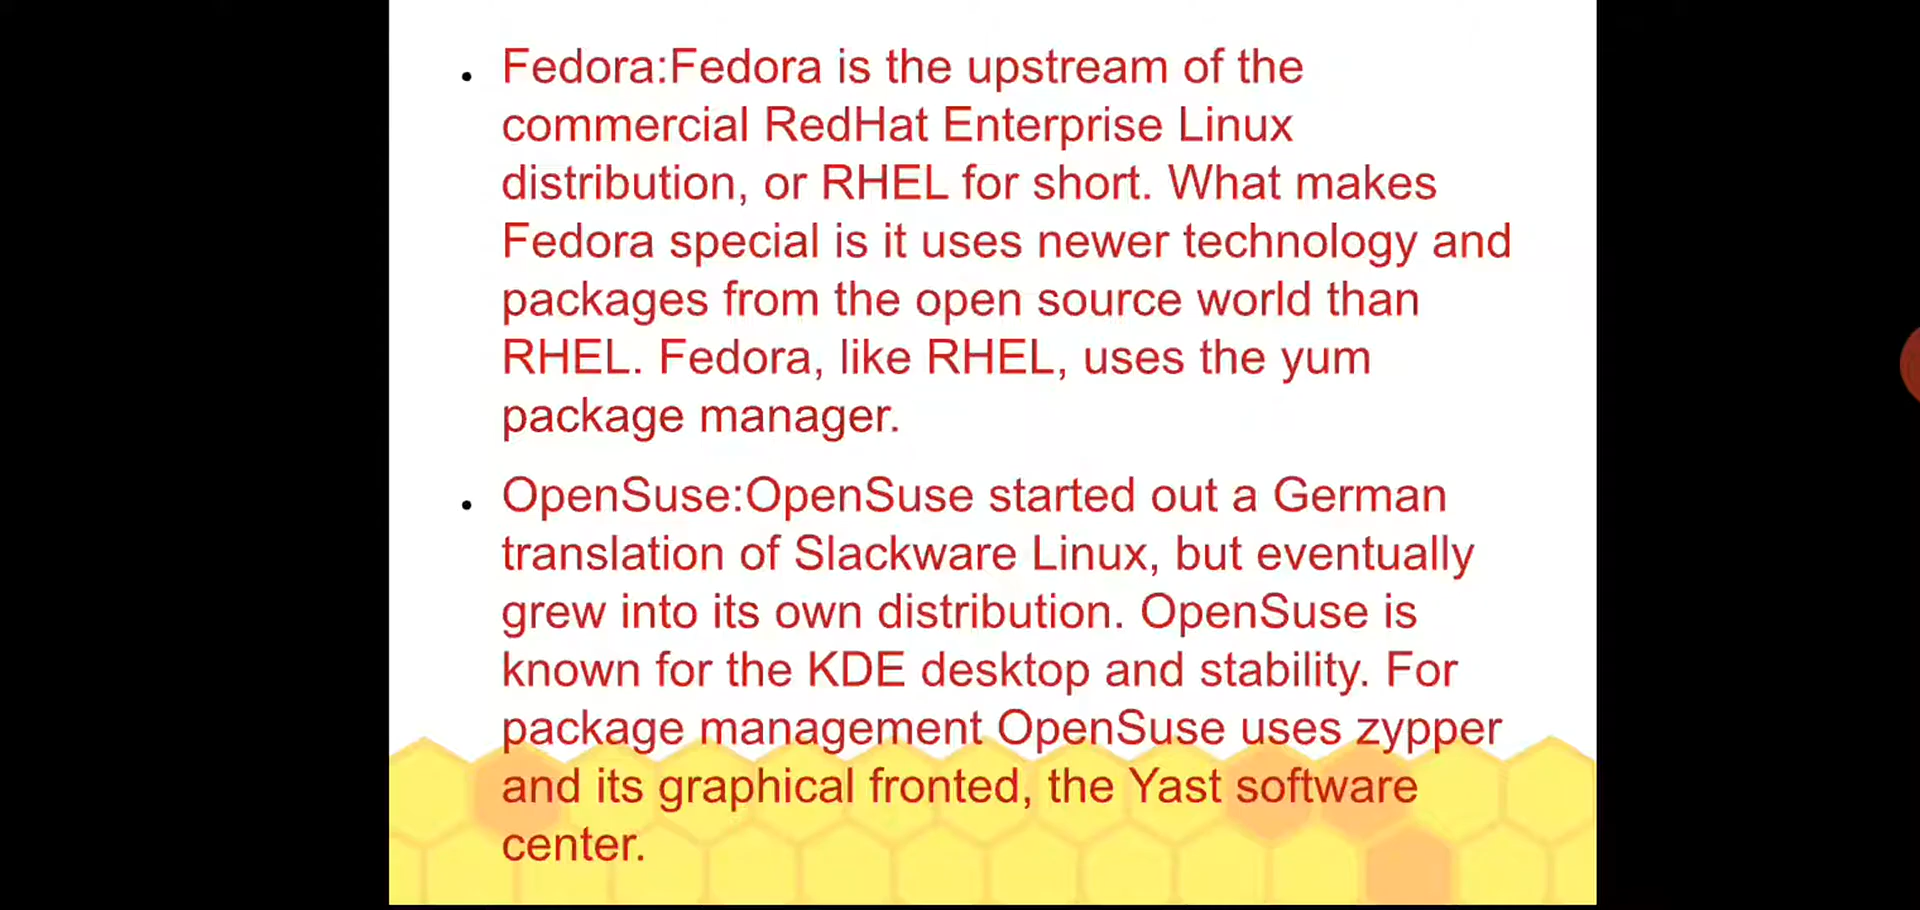 • Fedora:Fedora is the upstream of the
commercial RedHat Enterprise Linux
distribution, or RHEL for short. What makes
Fedora special is it uses newer technology and
packages from the open source world than
RHEL. Fedora, like RHEL, uses the yum
package manager.
• OpenSuse:OpenSuse started out a German
translation of Slackware Linux, but eventually
grew into its own distribution. OpenSuse is
known for the KDE desktop and stability. For
package management OpenSuse uses zypper
and its graphical fronted, the Yast software
center.